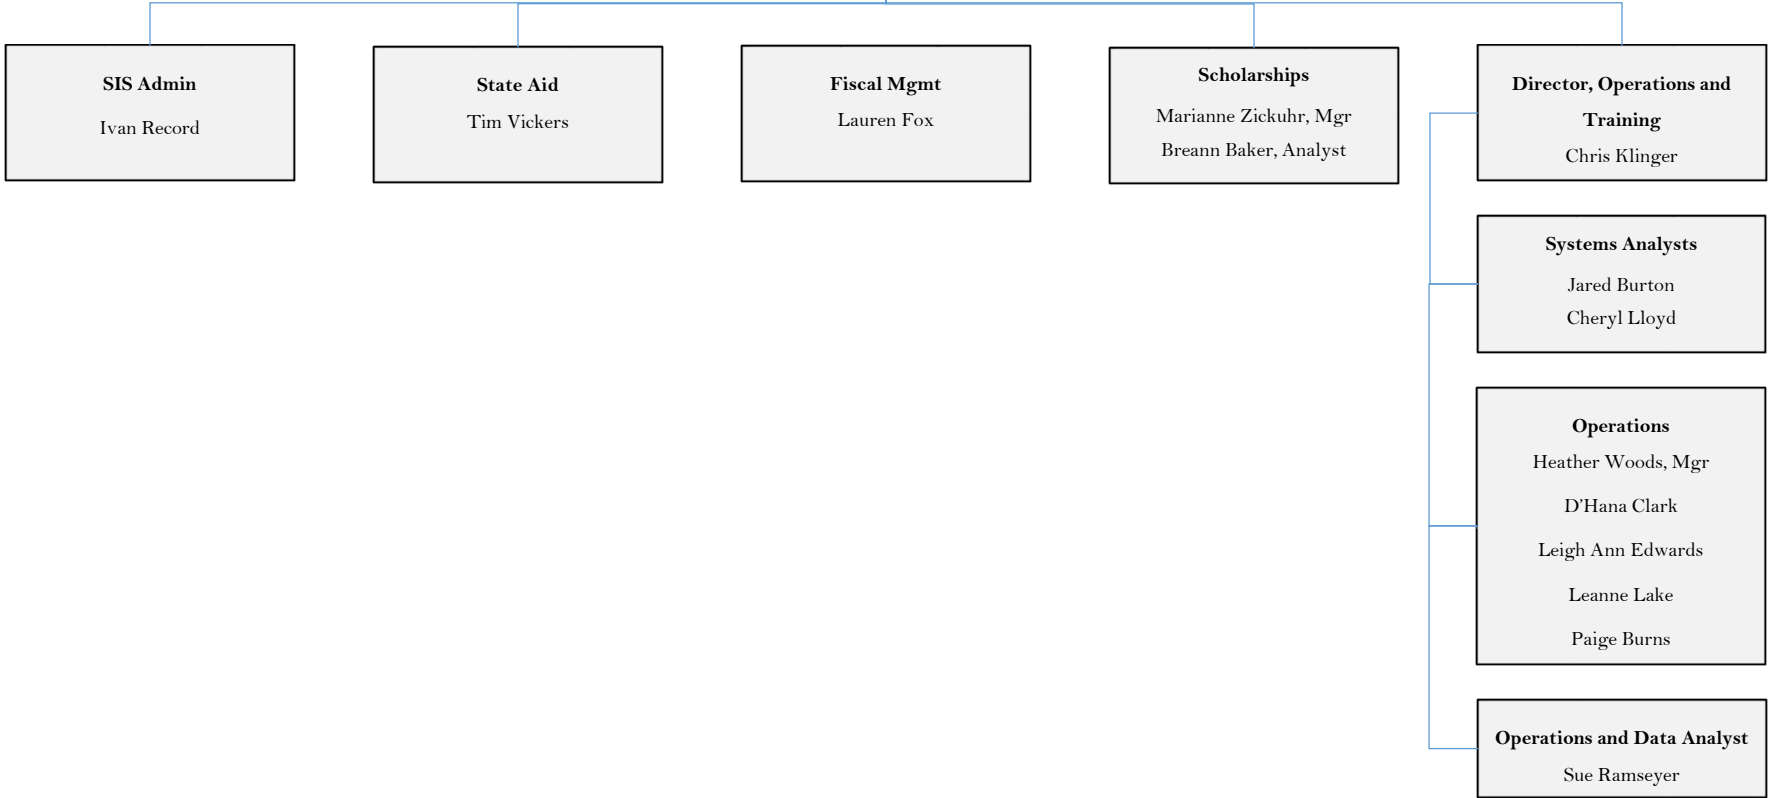 SIS Admin
Ivan Record
State Aid
Tim Vickers
Fiscal Mgmt
Lauren Fox
Scholarships
Marianne Zickuhr, Mgr
Breann Baker, Analyst
Director, Operations and
Training
Chris Klinger
Systems Analysts
Jared Burton
Cheryl Lloyd
Operations
Heather Woods, Mgr
D’Hana Clark
Leigh Ann Edwards
Leanne Lake
Paige Burns
Operations and Data Analyst
Sue Ramseyer